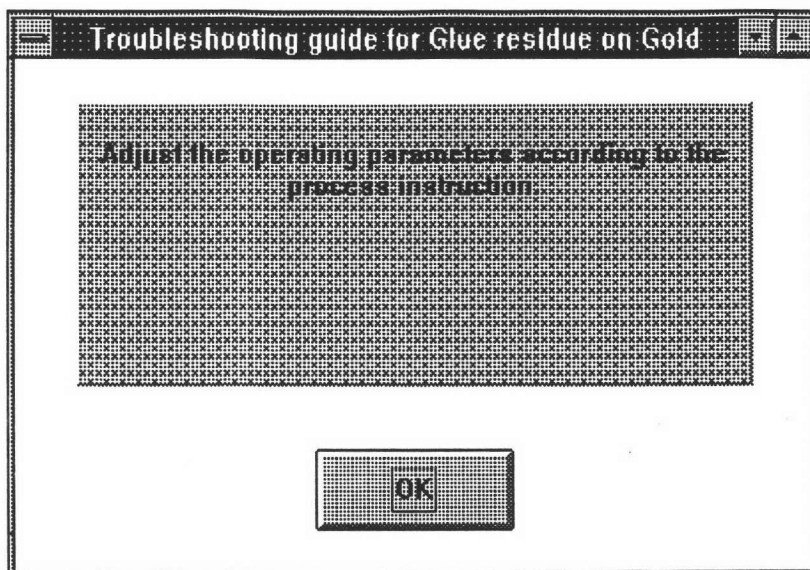 Troubleshooting guide for Glue residue on Gold
Adjust the operating parameters according to the
process instruction.
OK